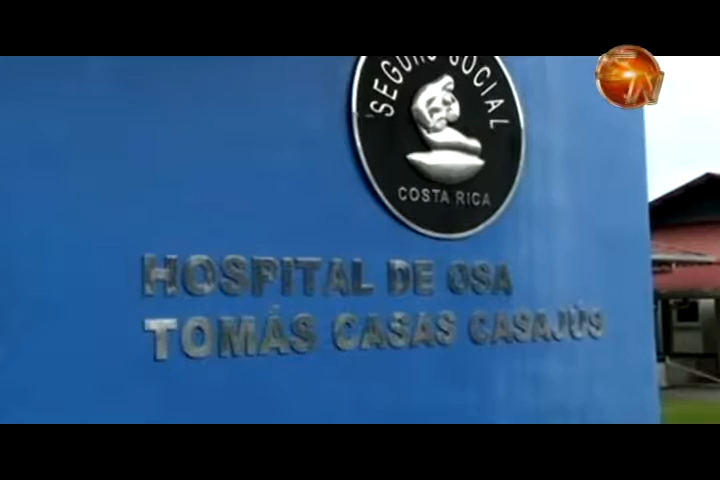 SEGURO SOCIAL
COSTA RICA
HOSPITAL DE OSA
TOMÁS CASAS CASAJÚS